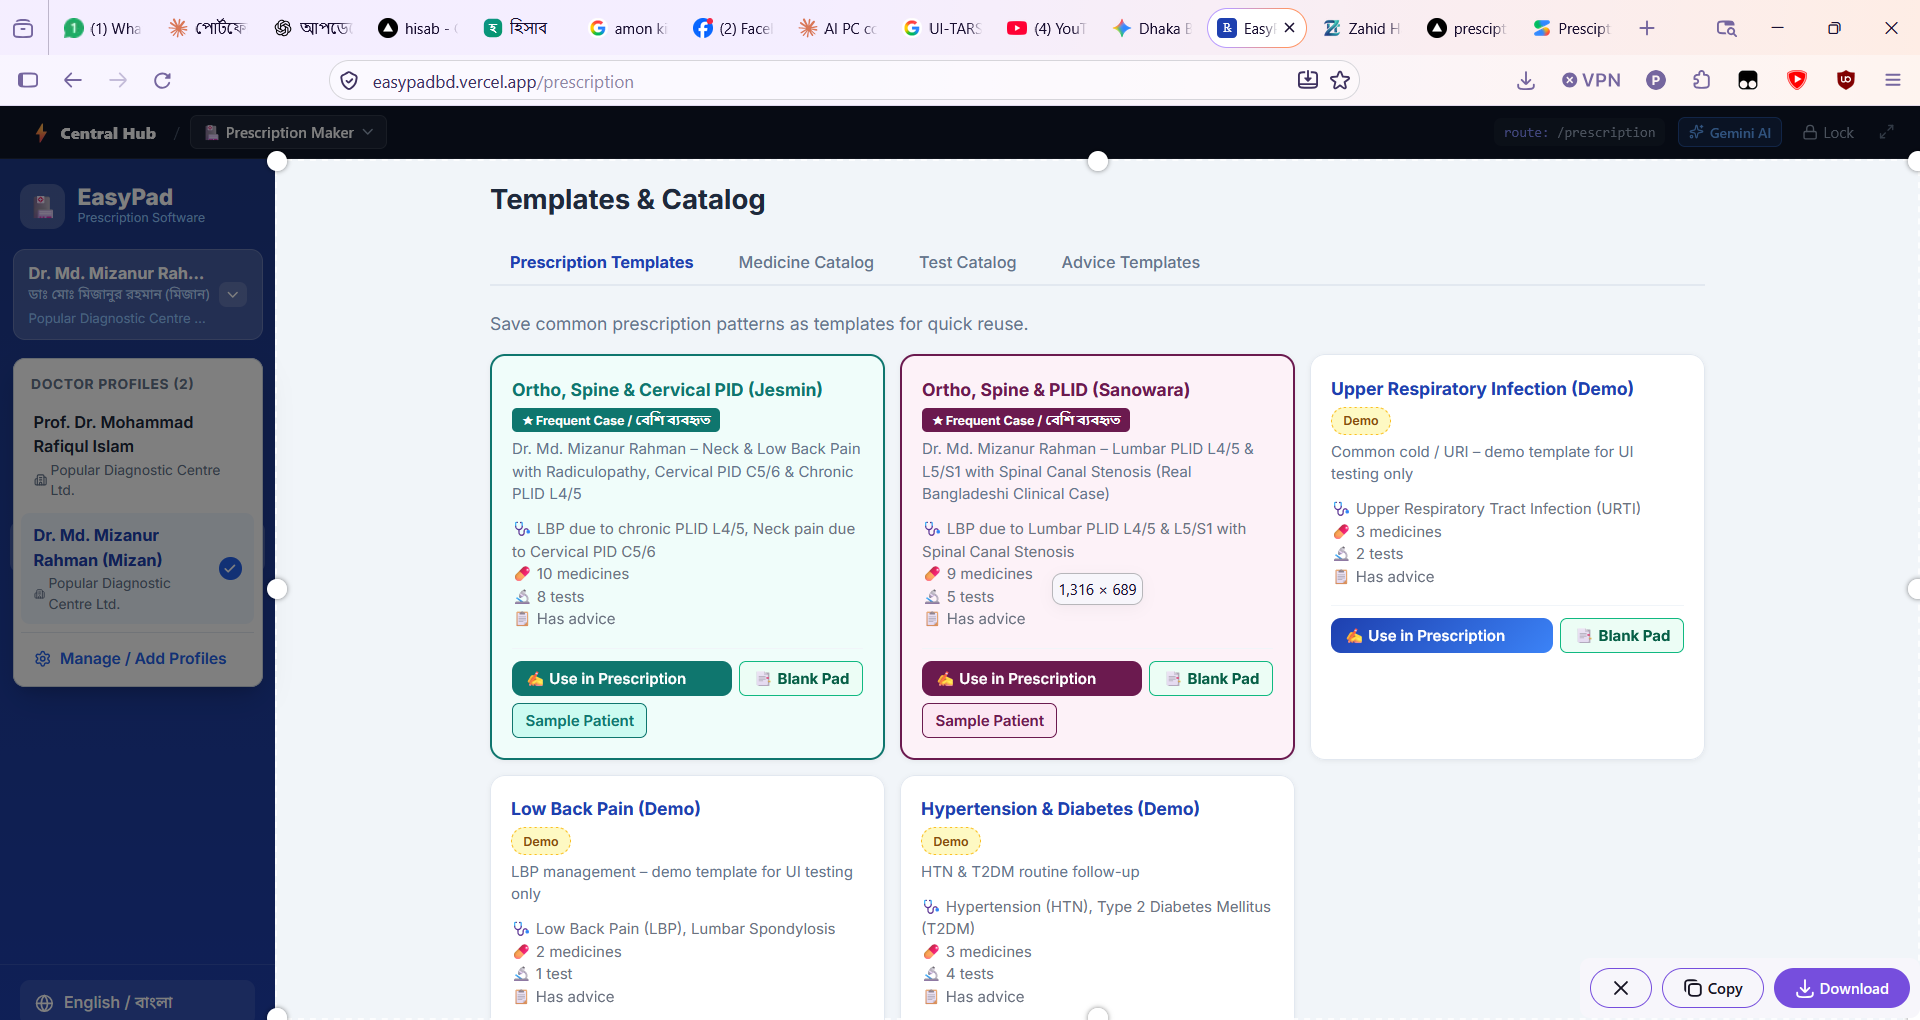 (1) Wha
পোর্টফে
আপডে
hisab -
হিসাব
amon ki
(2) Facel
AI PC co
UI-TARS
(4) YouT
Dhaka B
EasyP
Zahid H
prescipt
Prescipt
easypadbd.vercel.app/prescription
VPN
Central Hub / Prescription Maker
route: /prescription
Gemini AI
Lock
EasyPad
Prescription Software
Dr. Md. Mizanur Rah...
ডাঃ মোঃ মিজানুর রহমান (মিজান)
Popular Diagnostic Centre ...
DOCTOR PROFILES (2)
Prof. Dr. Mohammad
Rafiqul Islam
Popular Diagnostic Centre
Ltd.
Dr. Md. Mizanur
Rahman (Mizan)
Popular Diagnostic
Centre Ltd.
Manage / Add Profiles
English / বাংলা
Templates & Catalog
Prescription Templates
Medicine Catalog
Test Catalog
Advice Templates
Save common prescription patterns as templates for quick reuse.
Ortho, Spine & Cervical PID (Jesmin)
★ Frequent Case / বেশি ব্যবহৃত
Dr. Md. Mizanur Rahman – Neck & Low Back Pain
with Radiculopathy, Cervical PID C5/6 & Chronic
PLID L4/5
LBP due to chronic PLID L4/5, Neck pain due
to Cervical PID C5/6
10 medicines
8 tests
Has advice
Use in Prescription
Blank Pad
Sample Patient
Ortho, Spine & PLID (Sanowara)
★ Frequent Case / বেশি ব্যবহৃত
Dr. Md. Mizanur Rahman – Lumbar PLID L4/5 &
L5/S1 with Spinal Canal Stenosis (Real
Bangladeshi Clinical Case)
LBP due to Lumbar PLID L4/5 & L5/S1 with
Spinal Canal Stenosis
9 medicines
1,316 × 689
5 tests
Has advice
Use in Prescription
Blank Pad
Sample Patient
Upper Respiratory Infection (Demo)
Demo
Common cold / URI – demo template for UI
testing only
Upper Respiratory Tract Infection (URTI)
3 medicines
2 tests
Has advice
Use in Prescription
Blank Pad
Low Back Pain (Demo)
Demo
LBP management – demo template for UI testing
only
Low Back Pain (LBP), Lumbar Spondylosis
2 medicines
1 test
Has advice
Hypertension & Diabetes (Demo)
Demo
HTN & T2DM routine follow-up
Hypertension (HTN), Type 2 Diabetes Mellitus
(T2DM)
3 medicines
4 tests
Has advice
Copy
Download